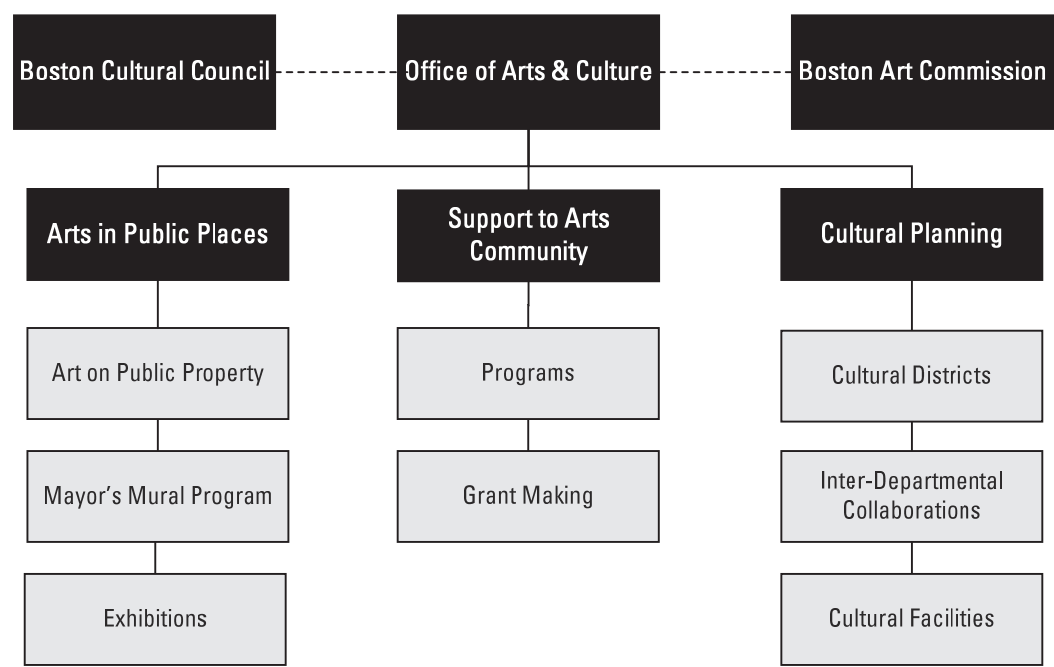 Boston Cultural Council
Office of Arts & Culture
Boston Art Commission
Arts in Public Places
Support to Arts
Community
Cultural Planning
Art on Public Property
Programs
Cultural Districts
Mayor’s Mural Program
Grant Making
Inter-Departmental
Collaborations
Exhibitions
Cultural Facilities